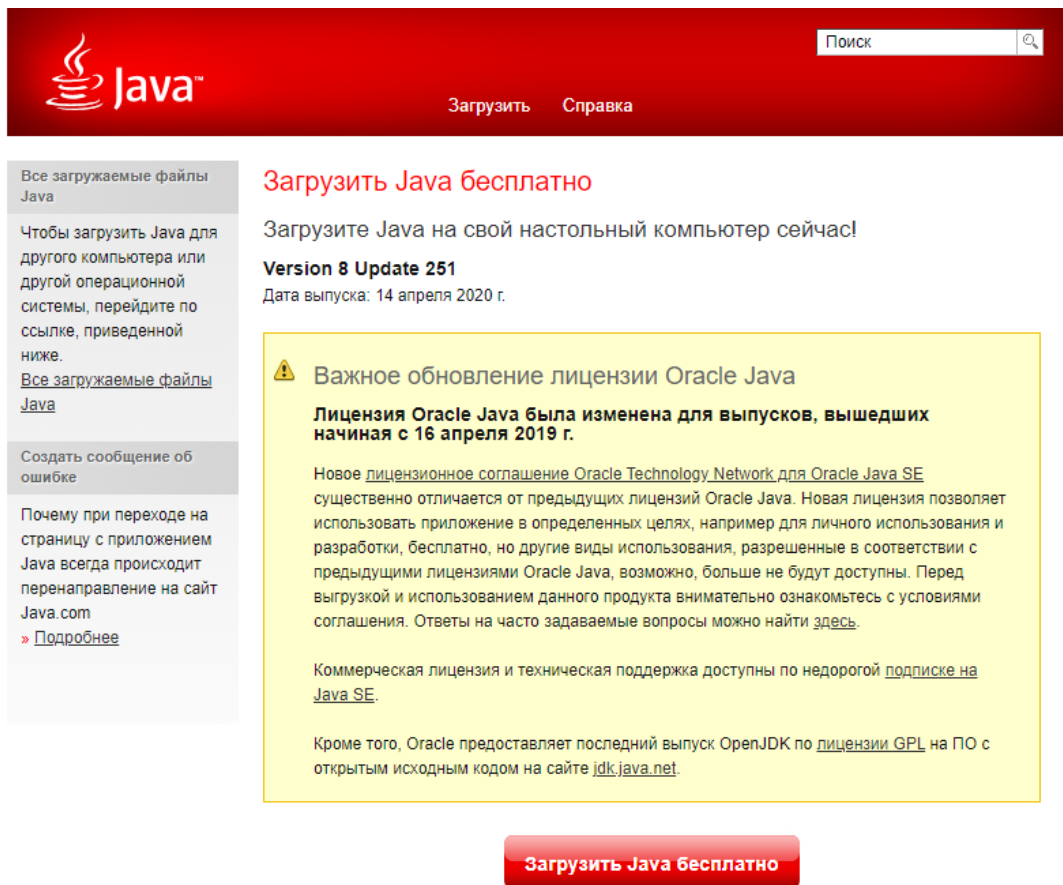 Поиск
Java™
Загрузить Справка
Все загружаемые файлы
Java
Чтобы загрузить Java для
другого компьютера или
другой операционной
системы, перейдите по
ссылке, приведенной
ниже.
Все загружаемые файлы
Java
Создать сообщение об
ошибке
Почему при переходе на
страницу с приложением
Java всегда происходит
перенаправление на сайт
Java.com
» Подробнее
Загрузить Java бесплатно
Загрузите Java на свой настольный компьютер сейчас!
Version 8 Update 251
Дата выпуска: 14 апреля 2020 г.
Важное обновление лицензии Oracle Java
Лицензия Oracle Java была изменена для выпусков, вышедших
начиная с 16 апреля 2019 г.
Новое лицензионное соглашение Oracle Technology Network для Oracle Java SE
существенно отличается от предыдущих лицензий Oracle Java. Новая лицензия позволяет
использовать приложение в определенных целях, например для личного использования и
разработки, бесплатно, но другие виды использования, разрешенные в соответствии с
предыдущими лицензиями Oracle Java, возможно, больше не будут доступны. Перед
выгрузкой и использованием данного продукта внимательно ознакомьтесь с условиями
соглашения. Ответы на часто задаваемые вопросы можно найти здесь.
Коммерческая лицензия и техническая поддержка доступны по недорогой подписке на
Java SE.
Кроме того, Oracle предоставляет последний выпуск OpenJDK по лицензии GPL на ПО с
открытым исходным кодом на сайте jdk.java.net.
Загрузить Java бесплатно